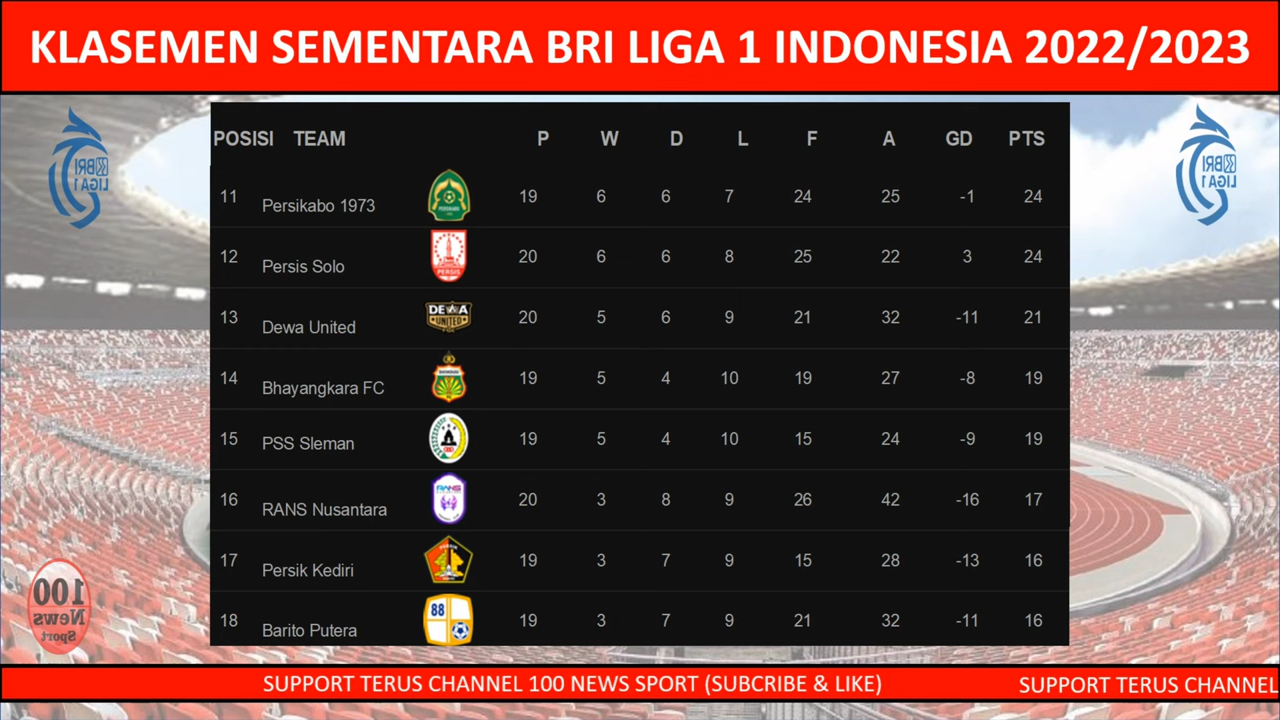 KLASEMEN SEMENTARA BRI LIGA 1 INDONESIA 2022/2023
POSISI TEAM P W D L F A GD PTS
11 Persikabo 1973 19 6 6 7 24 25 -1 24
12 Persis Solo 20 6 6 8 25 22 3 24
13 Dewa United 20 5 6 9 21 32 -11 21
14 Bhayangkara FC 19 5 4 10 19 27 -8 19
15 PSS Sleman 19 5 4 10 15 24 -9 19
16 RANS Nusantara 20 3 8 9 26 42 -16 17
17 Persik Kediri 19 3 7 9 15 28 -13 16
18 Barito Putera 19 3 7 9 21 32 -11 16
BRI
LIGA 1
BRI
LIGA 1
PERSIS
DEWA
UNITED
RANS
88
100
News
Sport
SUPPORT TERUS CHANNEL 100 NEWS SPORT (SUBCRIBE & LIKE) SUPPORT TERUS CHANNEL